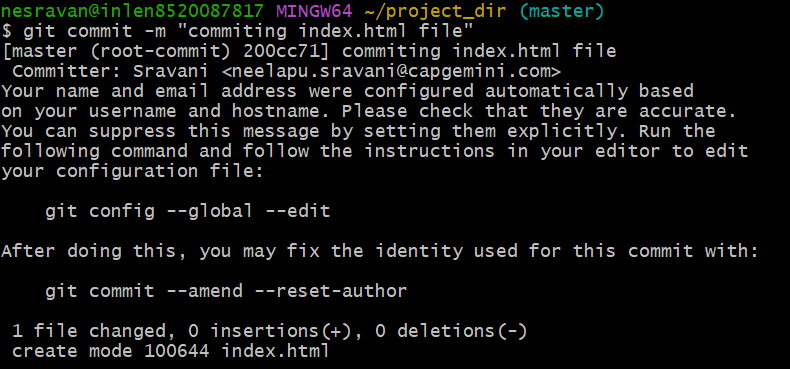 nesravan@inlen8520087817 MINGW64 ~/project_dir (master)
$ git commit -m "commiting index.html file"
[master (root-commit) 200cc71] commiting index.html file
 Committer: Sravani <neelapu.sravani@capgemini.com>
Your name and email address were configured automatically based
on your username and hostname. Please check that they are accurate.
You can suppress this message by setting them explicitly. Run the
following command and follow the instructions in your editor to edit
your configuration file:

    git config --global --edit

After doing this, you may fix the identity used for this commit with:

    git commit --amend --reset-author

 1 file changed, 0 insertions(+), 0 deletions(-)
 create mode 100644 index.html